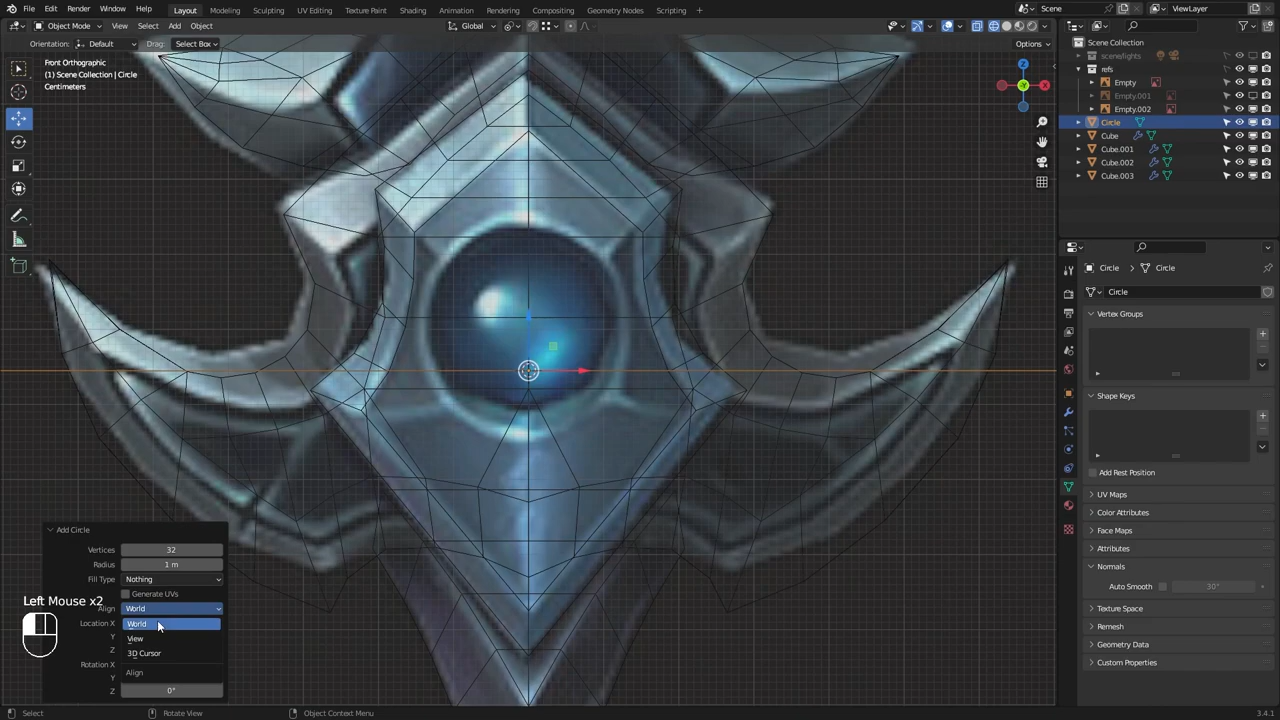 File Edit Render Window Help Layout Modeling Sculpting UV Editing Texture Paint Shading Animation Rendering Compositing Geometry Nodes Scripting Scene ViewLayer
Object Mode View Select Add Object Global
Orientation: Default Drag: Select Box Options
Front Orthographic
(1) Scene Collection | Circle
Centimeters
Z
Y
X
Scene Collection
scene/lights
refs
Empty
Empty.001
Empty.002
Circle
Cube
Cube.001
Cube.002
Cube.003
Circle Circle
Circle
Vertex Groups
Shape Keys
Add Rest Position
UV Maps
Color Attributes
Face Maps
Attributes
Normals
Auto Smooth 30°
Texture Space
Remesh
Geometry Data
Custom Properties
Add Circle
Vertices 32
Radius 1 m
Fill Type Nothing
Generate UVs
Align World
Location X World
Y View
Z 3D Cursor
Rotation X Align
Y
Z 0°
Left Mouse x2
Select Rotate View Object Context Menu 3.4.1